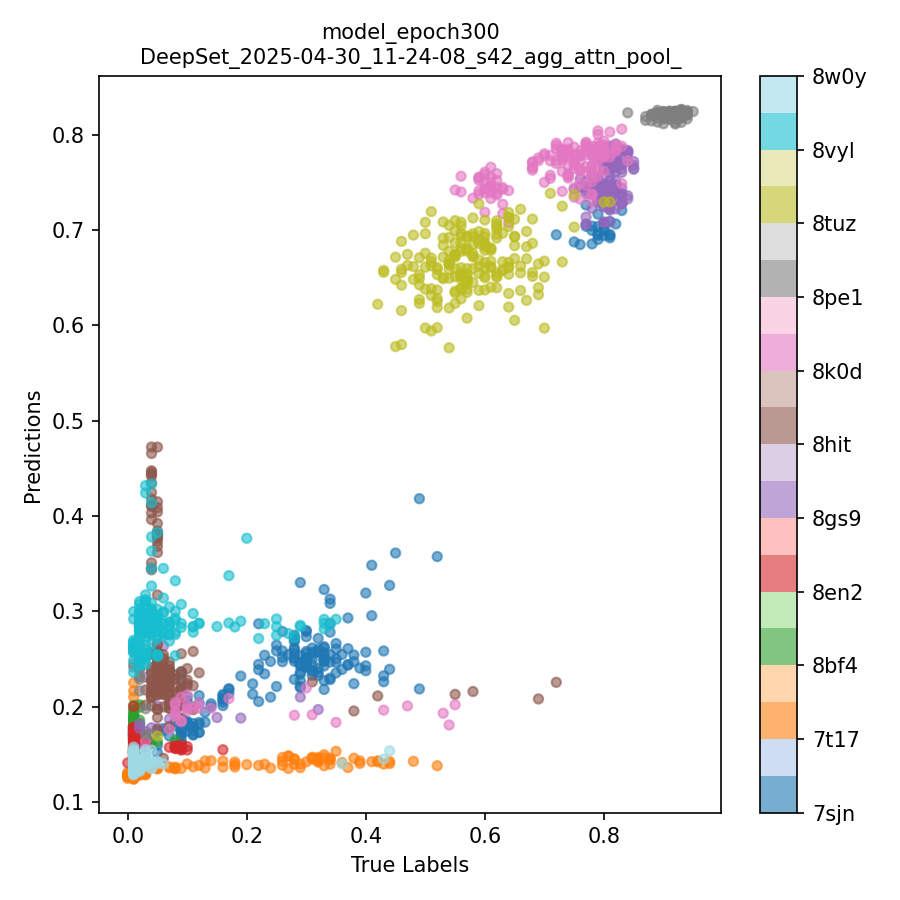 model_epoch300
DeepSet_2025-04-30_11-24-08_s42_agg_attn_pool_
0.8
0.7
0.6
0.5
0.4
0.3
0.2
0.1
Predictions
0.0 0.2 0.4 0.6 0.8
True Labels
8w0y
8vyl
8tuz
8pe1
8k0d
8hit
8gs9
8en2
8bf4
7t17
7sjn